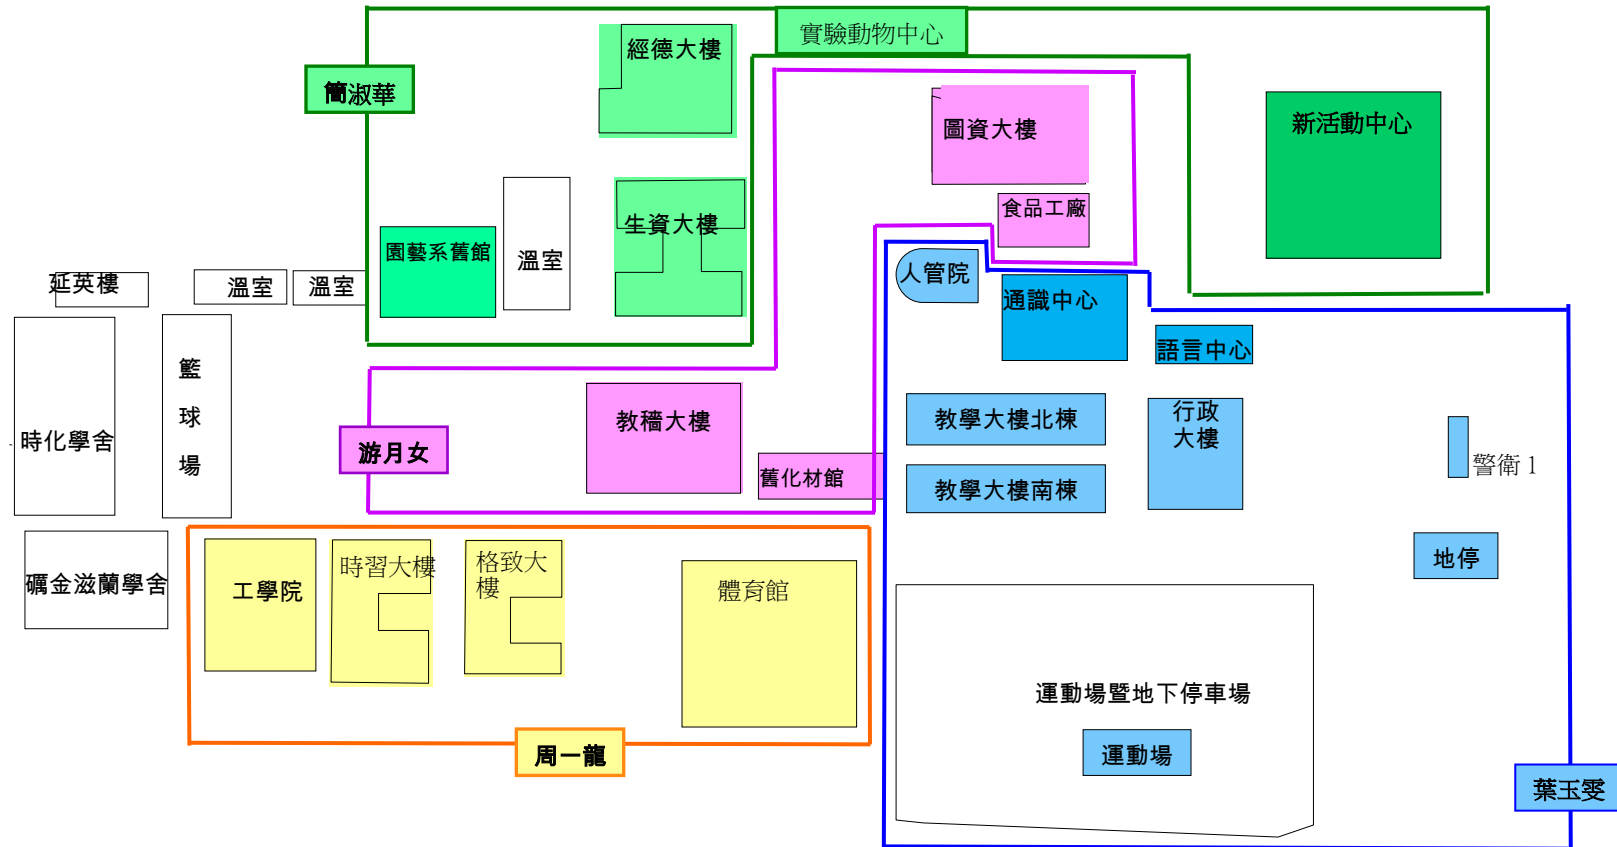 實驗動物中心
經德大樓
簡淑華
圖資大樓
新活動中心
食品工廠
生資大樓
園藝系舊館
溫室
人管院
延英樓
溫室
溫室
通識中心
語言中心
籃
球
場
教穡大樓
教學大樓北棟
行政
大樓
時化學舍
游月女
舊化材館
教學大樓南棟
警衛 1
礪金滋蘭學舍
工學院
時習大樓
格致大
樓
體育館
地停
運動場暨地下停車場
周一龍
運動場
葉玉雯